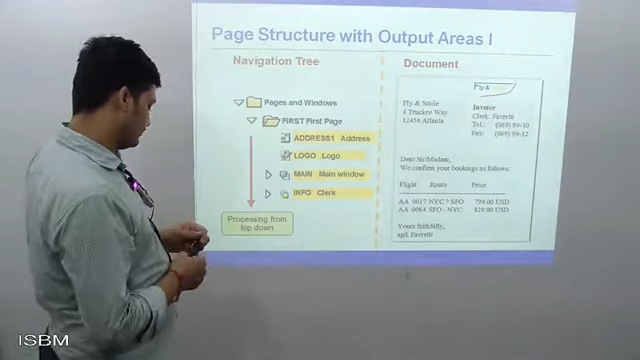 Page Structure with Output Areas I
Navigation Tree
Document
Pages and Windows
FIRST First Page
ADDRESS1 Address
LOGO Logo
MAIN Main window
INFO Clerk
Processing from
top down
Fly &
Fly & Smile
4 Truckee Way
12456 Atlanta
Invoice
Clerk: Favretti
Tel.: (069) 99-10
Fax: (069) 99-12
Dear Sir/Madam,
We confirm your bookings as follows.
Flight Route Price
AA 0017 NYC ? SFO 799.00 USD
AA 0064 SFO - NYC 829.00 USD
Yours faithfully,
sgd. Favretti
ISBM